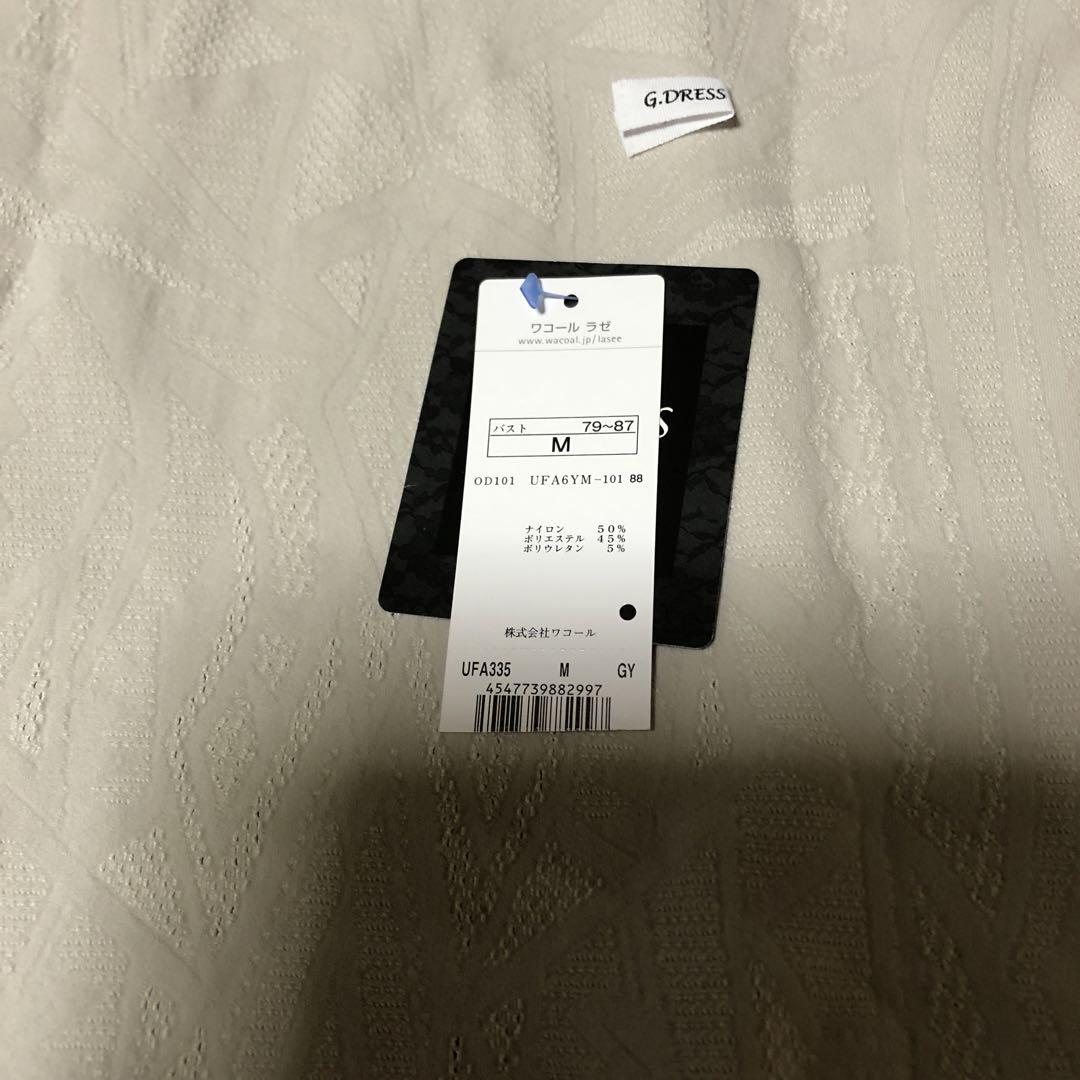 G.DRESS
ワコール ラゼ
www.wacoal.jp/lasee
バスト 79~87
M
S
OD101 UFA6YM-101 88
ナイロン 50%
ポリエステル 45%
ポリウレタン 5%
株式会社ワコール
UFA335 M GY
4547739882997